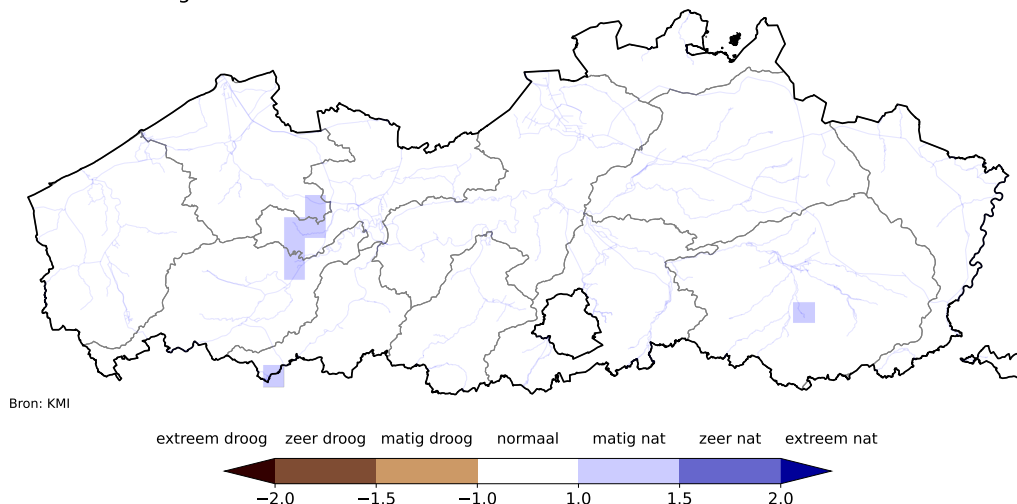 Bron: KMI
extreem droog zeer droog matig droog normaal matig nat zeer nat extreem nat
−2.0 −1.5 −1.0 1.0 1.5 2.0